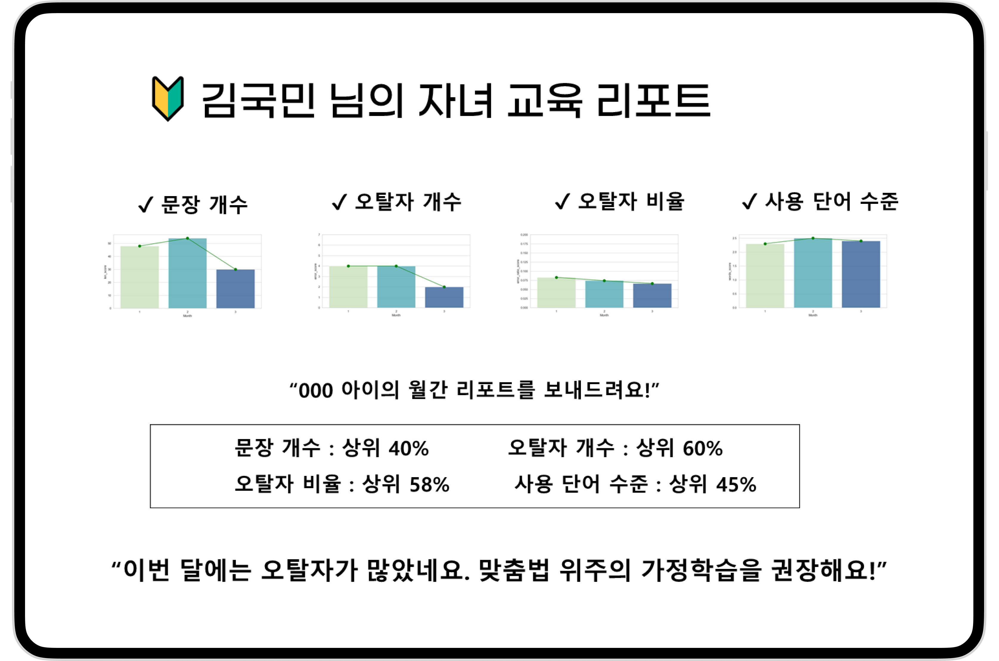 김국민 님의 자녀 교육 리포트
✓ 문장 개수
✓ 오탈자 개수
✓ 오탈자 비율
✓ 사용 단어 수준
50
40
30
20
10
0
len_score
1 2 3
Month
7
6
5
4
3
2
1
0
error_score
1 2 3
Month
0.200
0.175
0.150
0.125
0.100
0.075
0.050
0.025
0.000
error_ratio_score
1 2 3
Month
2.5
2.0
1.5
1.0
0.5
0.0
words_score
1 2 3
Month
“000 아이의 월간 리포트를 보내드려요!”
문장 개수 : 상위 40% 오탈자 개수 : 상위 60%
오탈자 비율 : 상위 58% 사용 단어 수준 : 상위 45%
“이번 달에는 오탈자가 많았네요. 맞춤법 위주의 가정학습을 권장해요!”